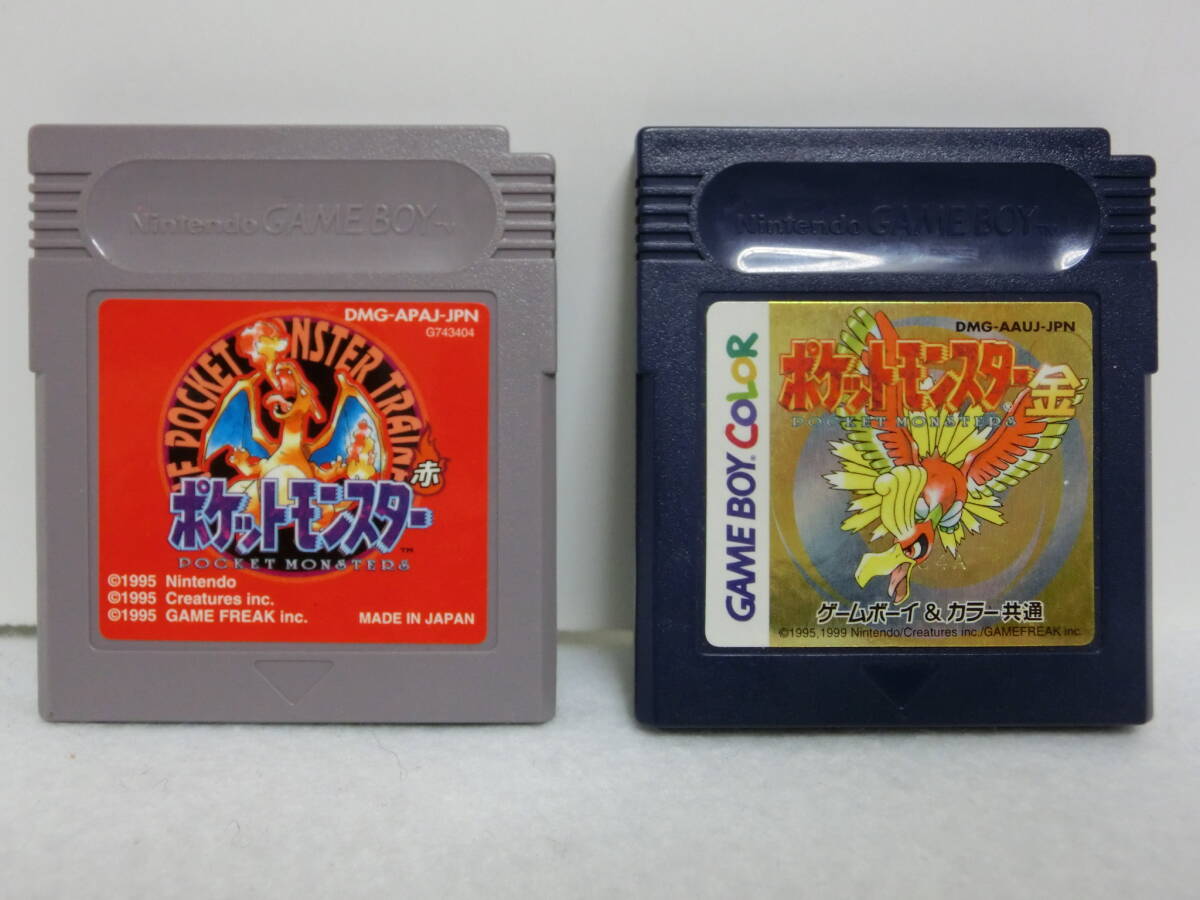 Nintendo GAME BOY TM
DMG-APAJ-JPN
G743404
POCKET MONSTER
赤
ポケットモンスター™
POCKET MONSTERS
©1995 Nintendo
©1995 Creatures inc.
©1995 GAME FREAK inc.
MADE IN JAPAN
Nintendo GAME BOY
GAME BOY COLOR
DMG-AAUJ-JPN
ポケットモンスター金
POCKET MONSTERS
ゲームボーイ&カラー共通
©1995,1999 Nintendo/Creatures inc./GAMEFREAK inc.